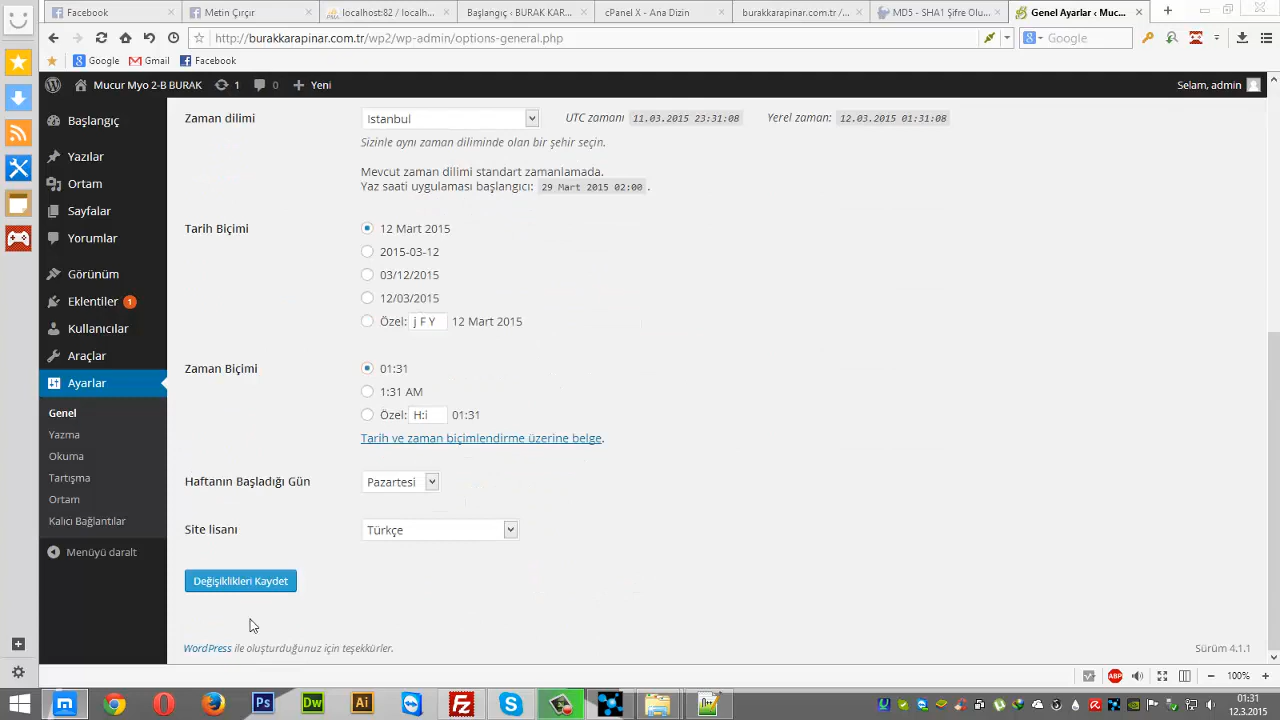 Facebook
Metin Çırçır
localhost:82 / localh...
Başlangıç ‹ BURAK KAR...
cPanel X - Ana Dizin
burakkarapinar.com.tr /...
MD5 - SHA1 Şifre Olu...
Genel Ayarlar ‹ Muc...
http://burakkarapinar.com.tr/wp2/wp-admin/options-general.php
Google
Google
Gmail
Facebook
Mucur Myo 2-B BURAK
1
0
Yeni
Selam, admin
Başlangıç
Yazılar
Ortam
Sayfalar
Yorumlar
Görünüm
Eklentiler 1
Kullanıcılar
Araçlar
Ayarlar
Genel
Yazma
Okuma
Tartışma
Ortam
Kalıcı Bağlantılar
Menüyü daralt
Zaman dilimi
Istanbul
UTC zamanı 11.03.2015 23:31:08
Yerel zaman: 12.03.2015 01:31:08
Sizinle aynı zaman diliminde olan bir şehir seçin.
Mevcut zaman dilimi standart zamanlamada.
Yaz saati uygulaması başlangıcı: 29 Mart 2015 02:00 .
Tarih Biçimi
12 Mart 2015
2015-03-12
03/12/2015
12/03/2015
Özel: j F Y 12 Mart 2015
Zaman Biçimi
01:31
1:31 AM
Özel: H:i 01:31
Tarih ve zaman biçimlendirme üzerine belge.
Haftanın Başladığı Gün
Pazartesi
Site lisanı
Türkçe
Değişiklikleri Kaydet
WordPress ile oluşturduğunuz için teşekkürler.
Sürüm 4.1.1
ABP
100%
Ps
Dw
Ai
Fz
01:31
12.3.2015